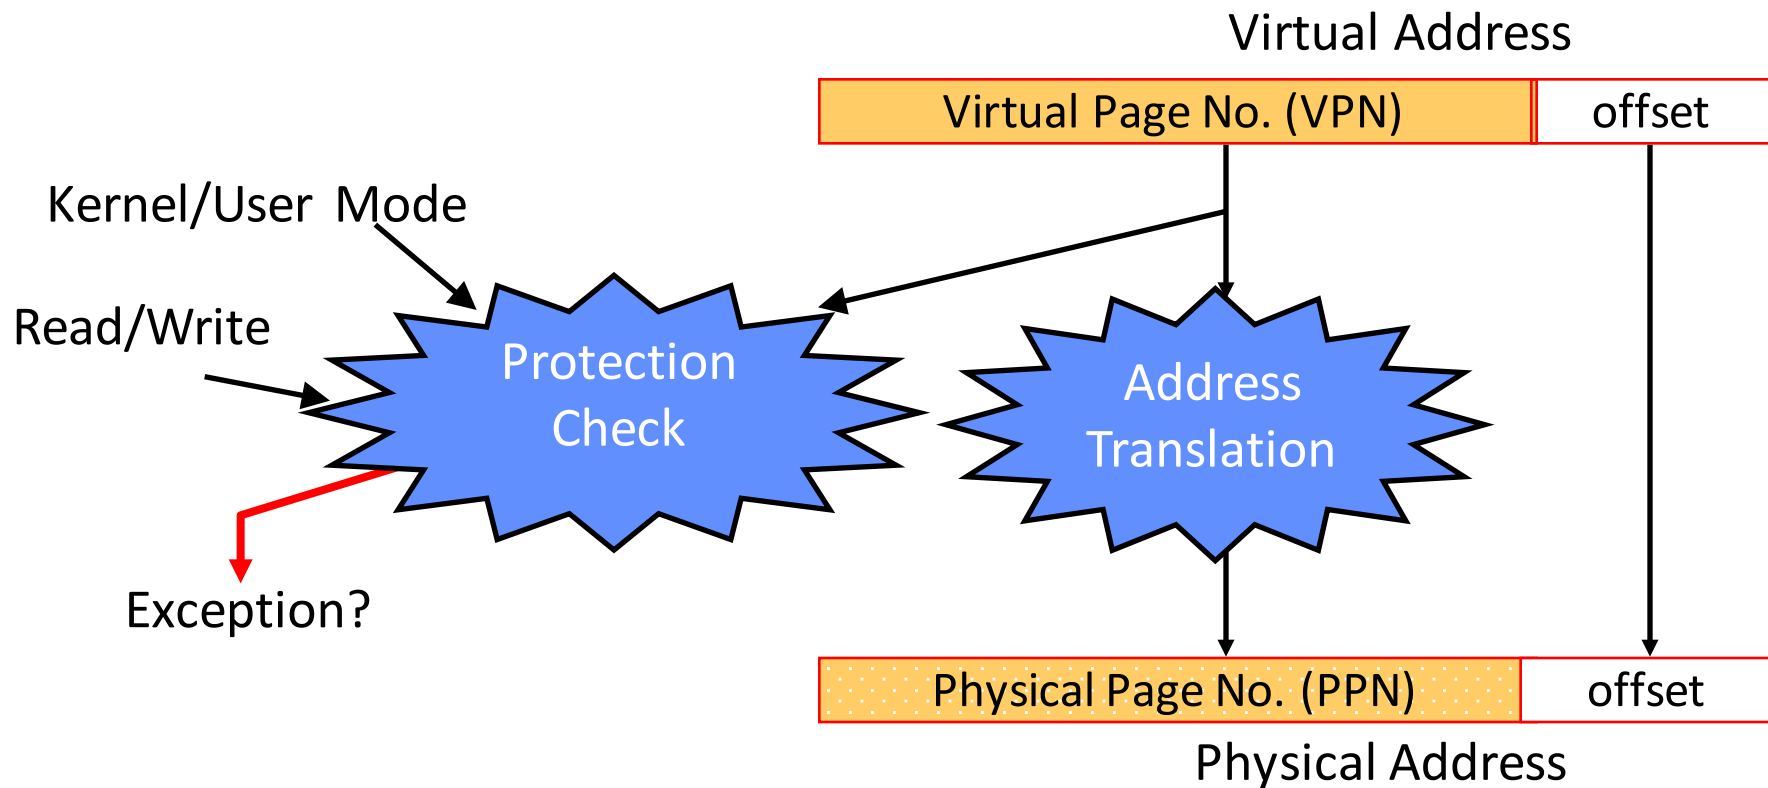 Virtual Address
Virtual Page No. (VPN)
offset
Kernel/User Mode
Read/Write
Protection
Check
Address
Translation
Exception?
Physical Page No. (PPN)
offset
Physical Address